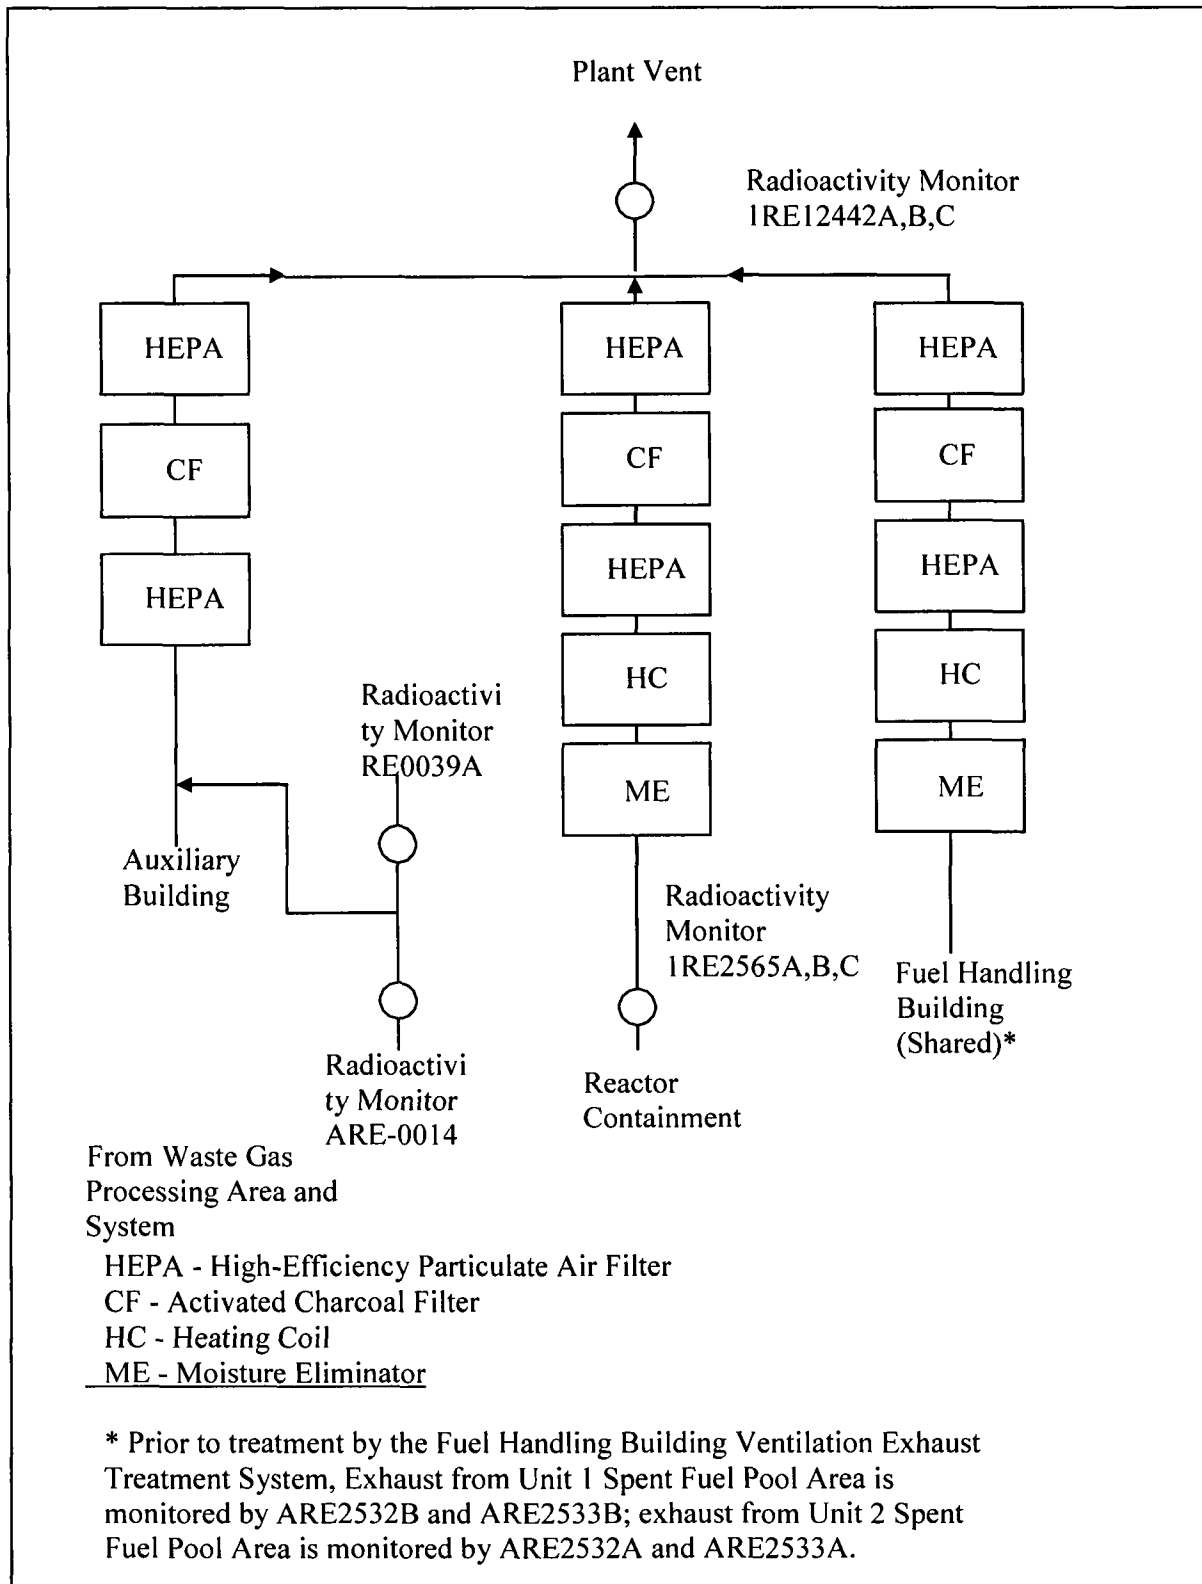 Plant Vent
Radioactivity Monitor
1RE12442A,B,C
HEPA
HEPA
HEPA
CF
CF
CF
HEPA
HEPA
HEPA
HC
HC
ME
ME
Radioactivi
ty Monitor
RE0039A
Auxiliary
Building
Radioactivity
Monitor
1RE2565A,B,C
Fuel Handling
Building
(Shared)*
Radioactivi
ty Monitor
ARE-0014
Reactor
Containment
From Waste Gas
Processing Area and
System
HEPA - High-Efficiency Particulate Air Filter
CF - Activated Charcoal Filter
HC - Heating Coil
ME - Moisture Eliminator
* Prior to treatment by the Fuel Handling Building Ventilation Exhaust
Treatment System, Exhaust from Unit 1 Spent Fuel Pool Area is
monitored by ARE2532B and ARE2533B; exhaust from Unit 2 Spent
Fuel Pool Area is monitored by ARE2532A and ARE2533A.